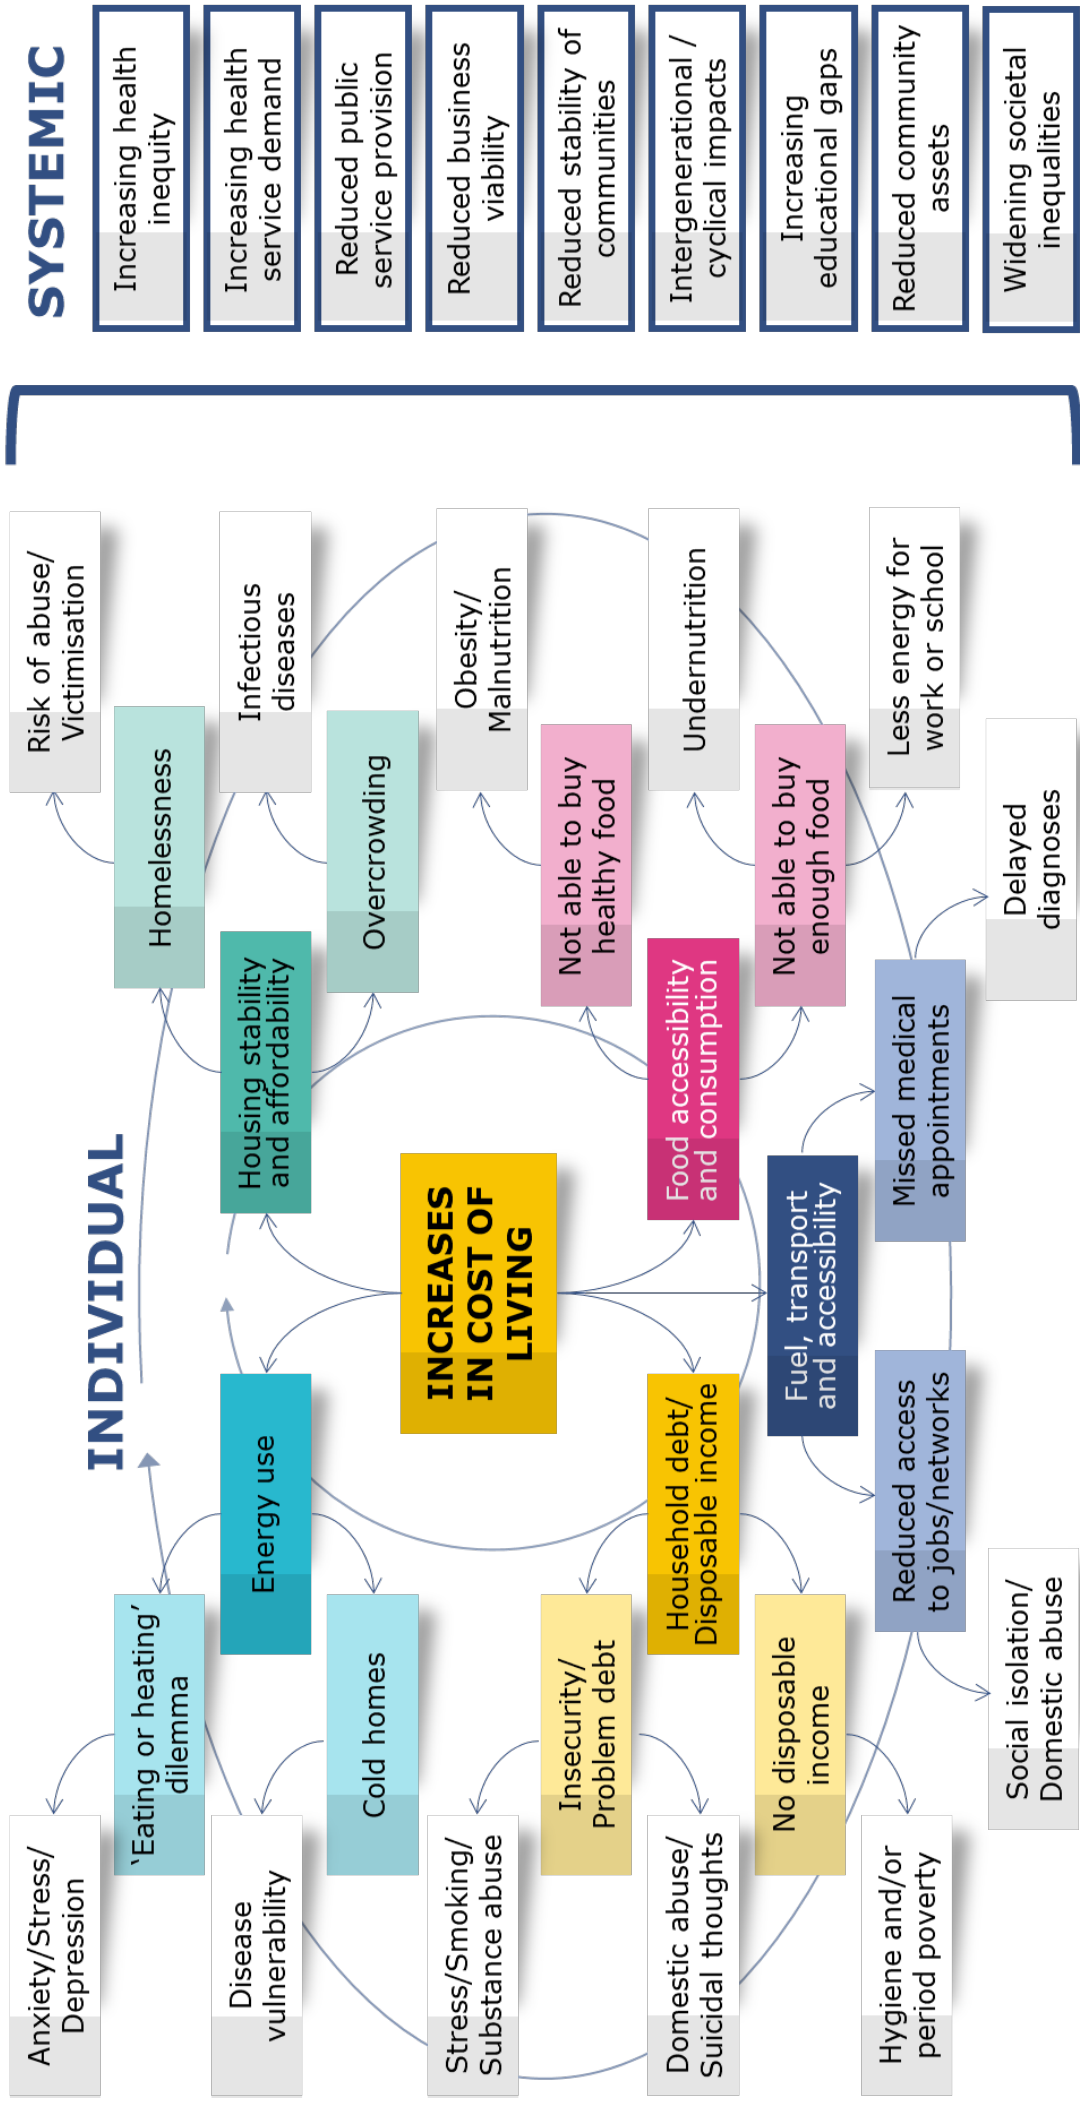 INDIVIDUAL
SYSTEMIC
Anxiety/Stress/
Depression
‘Eating or heating’
dilemma
Disease
vulnerability
Energy use
Cold homes
Stress/Smoking/
Substance abuse
Insecurity/
Problem debt
Domestic abuse/
Suicidal thoughts
Household debt/
Disposable income
No disposable
income
Hygiene and/or
period poverty
INCREASES
IN COST OF
LIVING
Risk of abuse/
Victimisation
Homelessness
Infectious
diseases
Housing stability
and affordability
Overcrowding
Obesity/
Malnutrition
Not able to buy
healthy food
Undernutrition
Food accessibility
and consumption
Not able to buy
enough food
Less energy for
work or school
Fuel, transport
and accessibility
Reduced access
to jobs/networks
Missed medical
appointments
Social isolation/
Domestic abuse
Delayed
diagnoses
Increasing health
inequity
Increasing health
service demand
Reduced public
service provision
Reduced business
viability
Reduced stability of
communities
Intergenerational /
cyclical impacts
Increasing
educational gaps
Reduced community
assets
Widening societal
inequalities